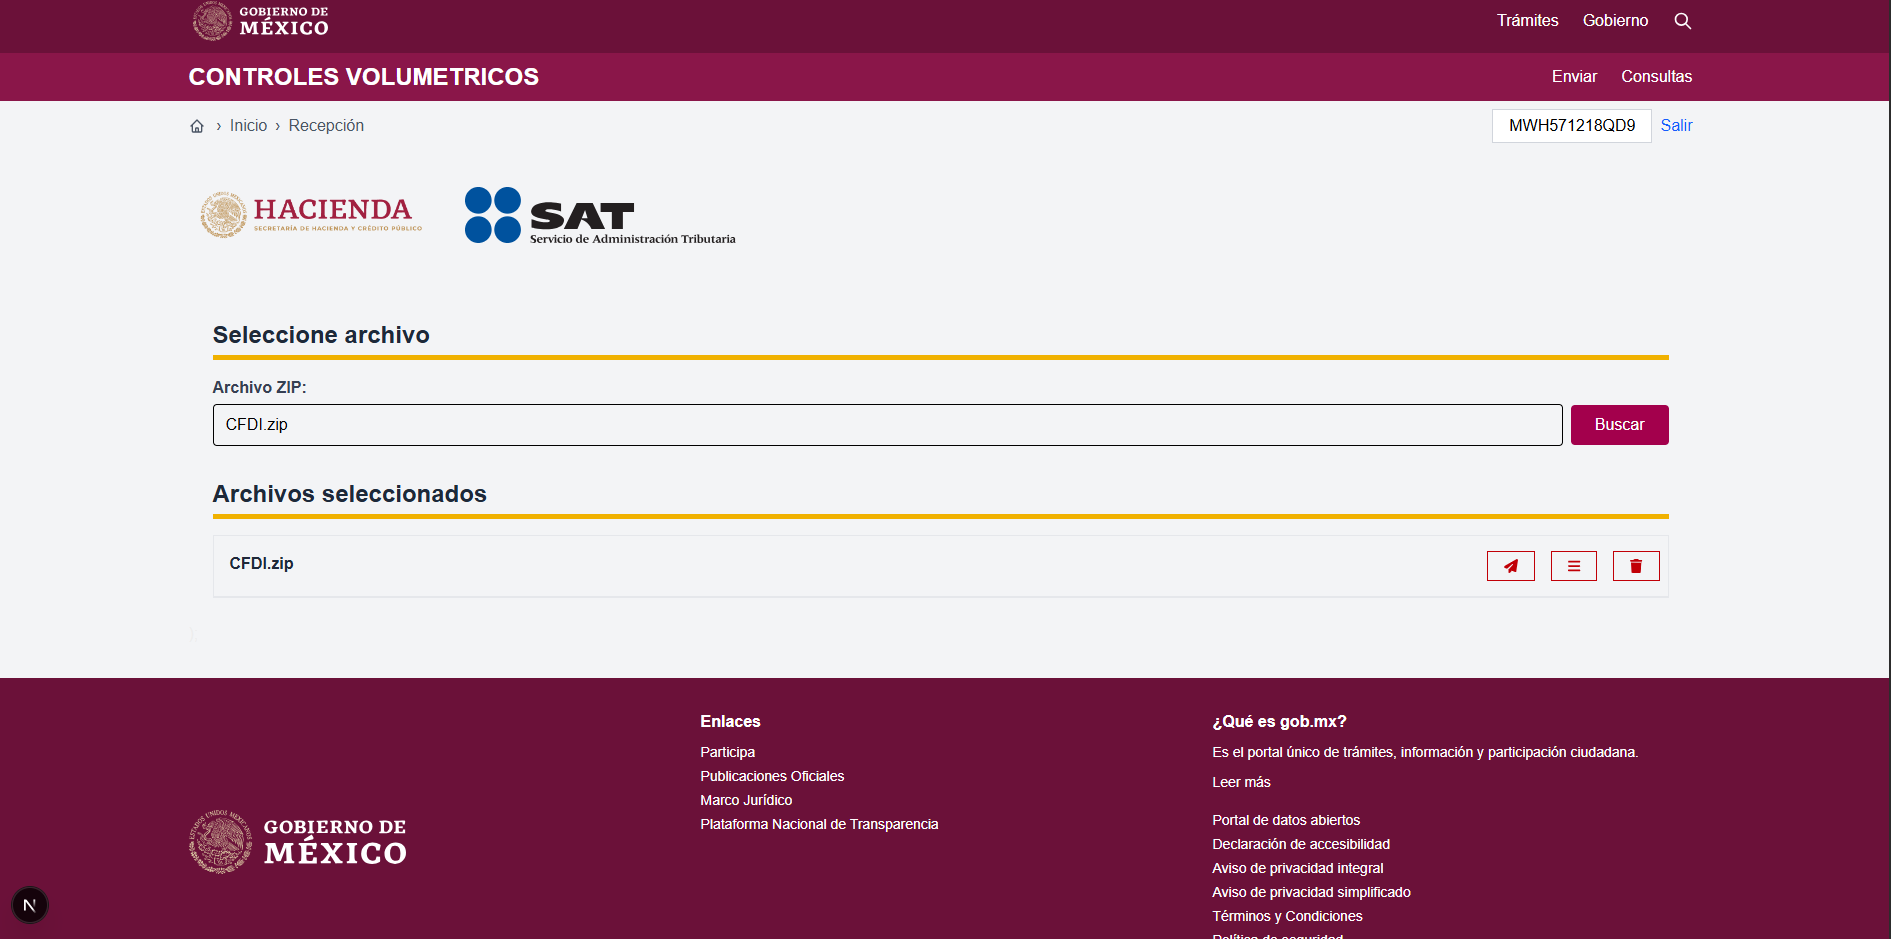 GOBIERNO DE
MÉXICO
Trámites
Gobierno
CONTROLES VOLUMETRICOS
Enviar
Consultas
› Inicio › Recepción
MWH571218QD9
Salir
HACIENDA
SECRETARÍA DE HACIENDA Y CRÉDITO PÚBLICO
SAT
Servicio de Administración Tributaria
Seleccione archivo
Archivo ZIP:
CFDI.zip
Buscar
Archivos seleccionados
CFDI.zip
Enlaces
Participa
Publicaciones Oficiales
Marco Jurídico
Plataforma Nacional de Transparencia
¿Qué es gob.mx?
Es el portal único de trámites, información y participación ciudadana.
Leer más
Portal de datos abiertos
Declaración de accesibilidad
Aviso de privacidad integral
Aviso de privacidad simplificado
Términos y Condiciones
Política de seguridad
GOBIERNO DE
MÉXICO
N